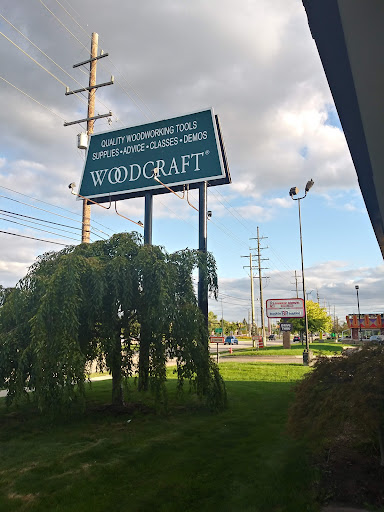 QUALITY WOODWORKING TOOLS
SUPPLIES • ADVICE • CLASSES • DEMOS
WOODCRAFT®